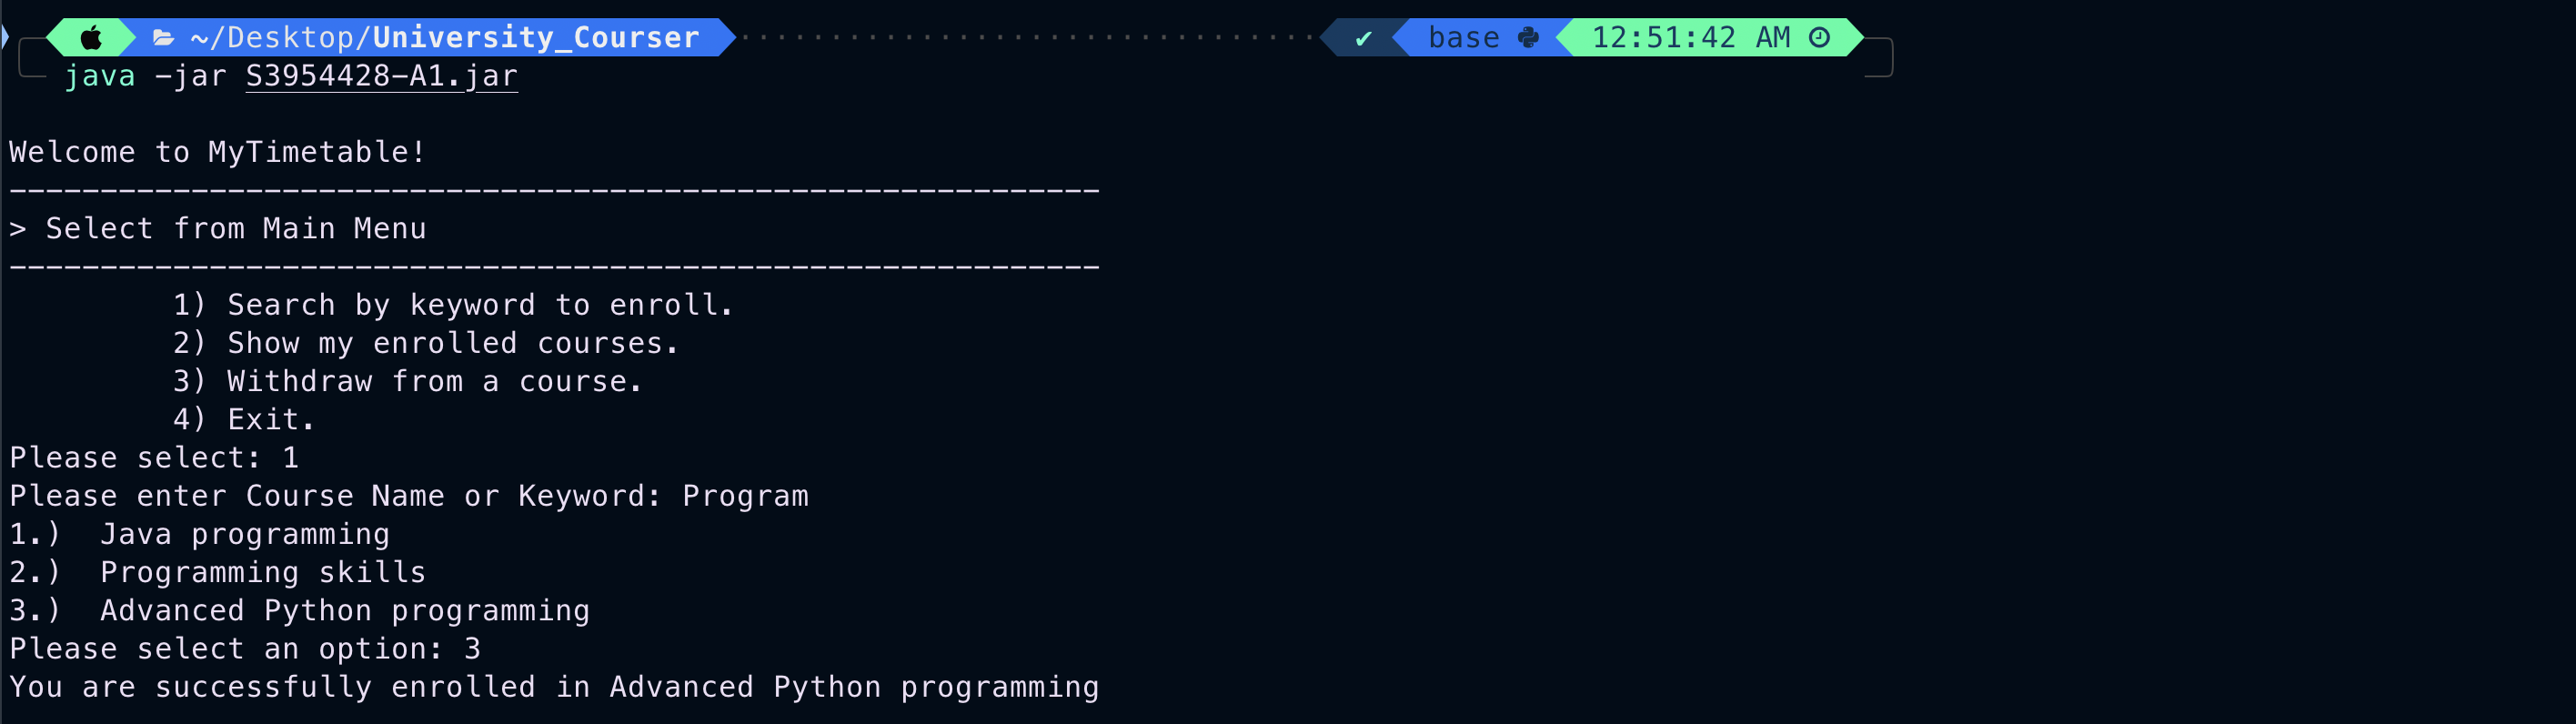 ~/Desktop/University_Courser ✔ base 12:51:42 AM
java -jar S3954428-A1.jar
Welcome to MyTimetable!
------------------------------------------------------------
> Select from Main Menu
------------------------------------------------------------
1) Search by keyword to enroll.
2) Show my enrolled courses.
3) Withdraw from a course.
4) Exit.
Please select: 1
Please enter Course Name or Keyword: Program
1.)  Java programming
2.)  Programming skills
3.)  Advanced Python programming
Please select an option: 3
You are successfully enrolled in Advanced Python programming